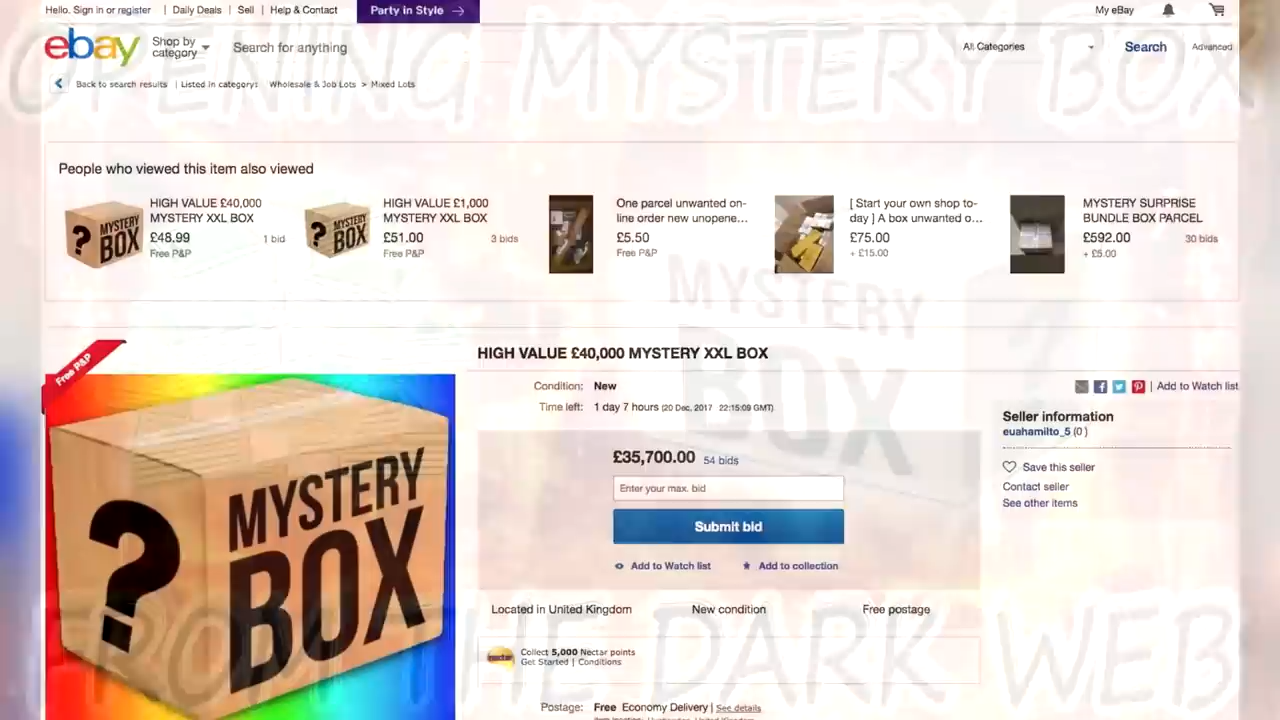 Hello. Sign in or register | Daily Deals | Sell | Help & Contact Party in Style → My eBay
ebay Shop by category Search for anything All Categories Search Advanced
OPENING MYSTERY BOX
Back to search results | Listed in category: Wholesale & Job Lots > Mixed Lots
People who viewed this item also viewed
HIGH VALUE £40,000
MYSTERY XXL BOX
£48.99 1 bid
Free P&P
HIGH VALUE £1,000
MYSTERY XXL BOX
£51.00 3 bids
Free P&P
One parcel unwanted on-
line order new unopene...
£5.50
Free P&P
[ Start your own shop to-
day ] A box unwanted o...
£75.00
+ £15.00
MYSTERY SURPRISE
BUNDLE BOX PARCEL
£592.00 30 bids
+ £5.00
? MYSTERY
BOX
? MYSTERY
BOX
MYSTERY
BOX
Free P&P
? MYSTERY
BOX
HIGH VALUE £40,000 MYSTERY XXL BOX
Condition: New
Time left: 1 day 7 hours (20 Dec, 2017 22:15:09 GMT)
£35,700.00 54 bids
Enter your max. bid
Submit bid
Add to Watch list Add to collection
| Add to Watch list
Seller information
euahamilto_5 (0 )
Save this seller
Contact seller
See other items
Located in United Kingdom New condition Free postage
FROM THE DARK WEB
Collect 5,000 Nectar points
Get Started | Conditions
Postage: Free Economy Delivery | See details